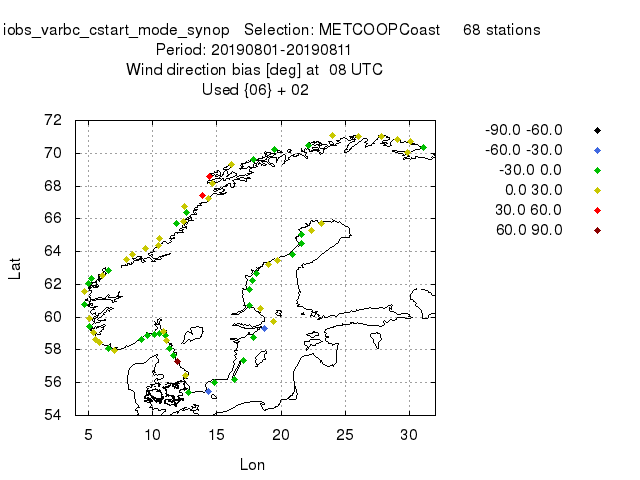 iobs_varbc_cstart_mode_synop Selection: METCOOPCoast 68 stations
Period: 20190801-20190811
Wind direction bias [deg] at 08 UTC
Used {06} + 02
72
70
68
66
64
62
60
58
56
54
Lat
5 10 15 20 25 30
Lon
-90.0 -60.0
-60.0 -30.0
-30.0 0.0
0.0 30.0
30.0 60.0
60.0 90.0